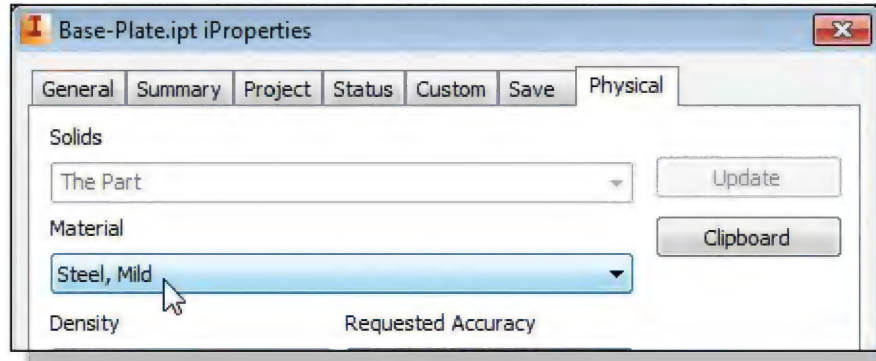 Base-Plate.ipt iProperties
General Summary Project Status Custom Save Physical
Solids
The Part
Update
Material
Clipboard
Steel, Mild
Density Requested Accuracy